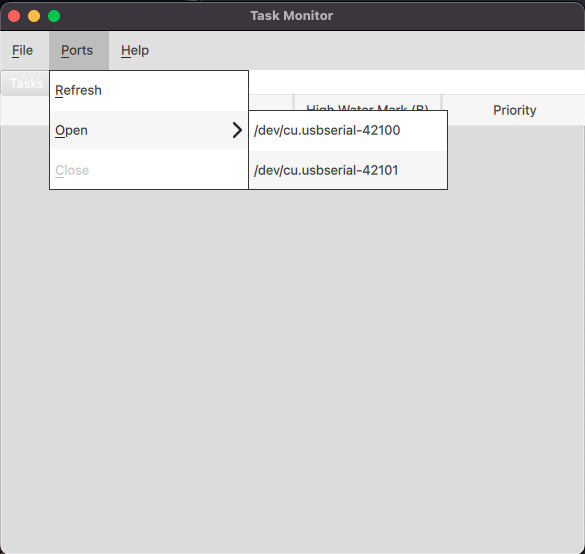 Task Monitor
File Ports Help
Tasks
Refresh
Open
Close
/dev/cu.usbserial-42100
/dev/cu.usbserial-42101
High Water Mark (B)
Priority